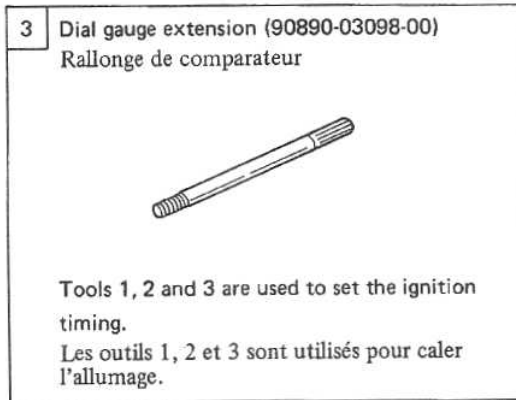 3 Dial gauge extension (90890-03098-00)
Rallonge de comparateur
Tools 1, 2 and 3 are used to set the ignition
timing.
Les outils 1, 2 et 3 sont utilisés pour caler
l'allumage.